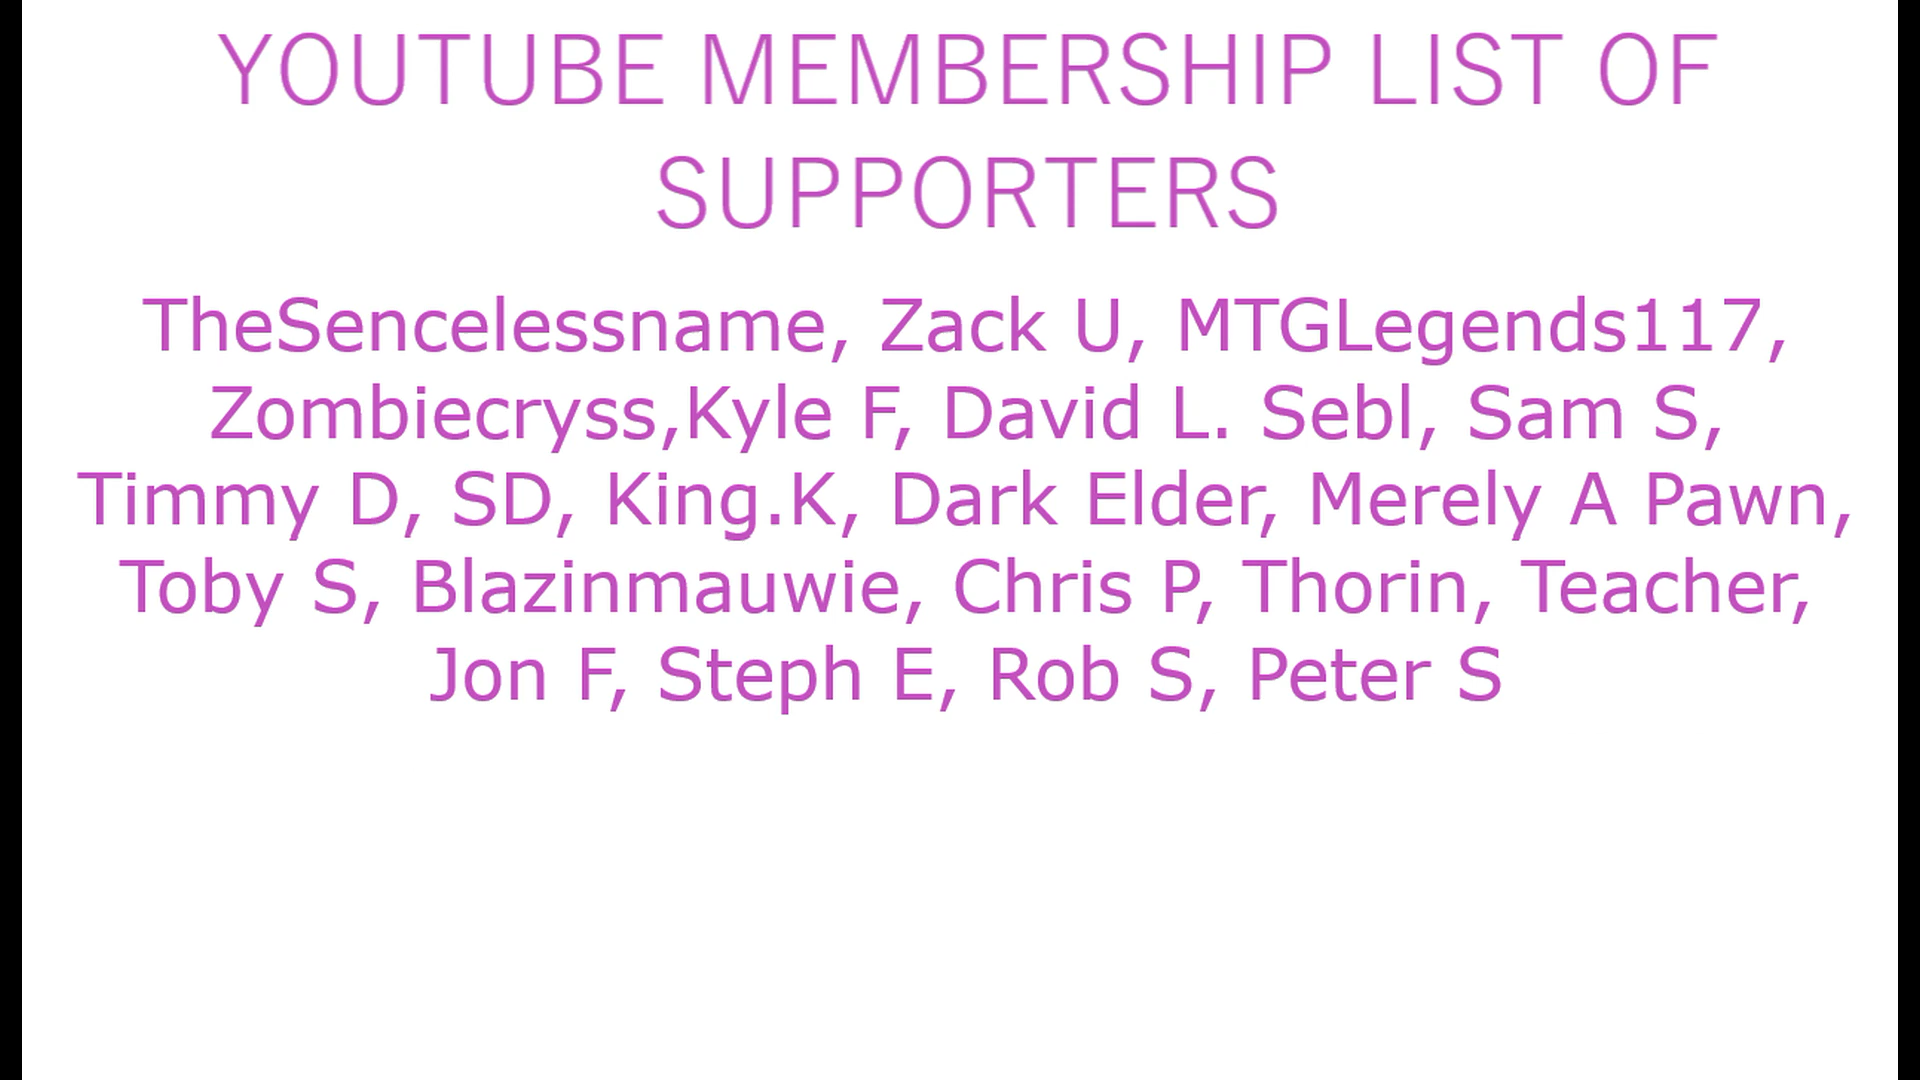 YOUTUBE MEMBERSHIP LIST OF
SUPPORTERS
TheSencelessname, Zack U, MTGLegends117,
Zombiecryss,Kyle F, David L. Sebl, Sam S,
Timmy D, SD, King.K, Dark Elder, Merely A Pawn,
Toby S, Blazinmauwie, Chris P, Thorin, Teacher,
Jon F, Steph E, Rob S, Peter S